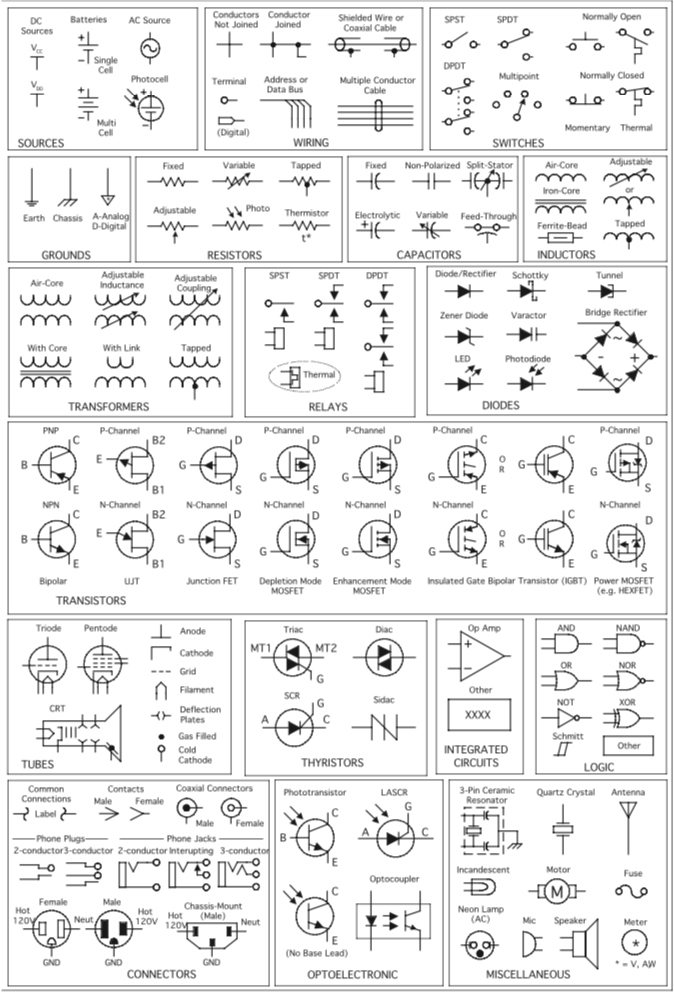 DC Sources
Batteries
AC Source
VCC
+
-
Single Cell
VDD
Photocell
+
-
Multi Cell
+
-
SOURCES
Conductors Not Joined
Conductor Joined
Shielded Wire or Coaxial Cable
Terminal
Address or Data Bus
Multiple Conductor Cable
(Digital)
WIRING
SPST
SPDT
Normally Open
DPDT
Multipoint
Normally Closed
Momentary
Thermal
SWITCHES
Earth
Chassis
A-Analog
D-Digital
GROUNDS
Fixed
Variable
Tapped
Adjustable
Photo
Thermistor
t°
RESISTORS
Fixed
Non-Polarized
Split-Stator
Electrolytic
Variable
Feed-Through
+
CAPACITORS
Air-Core
Adjustable
Iron-Core
or
Ferrite-Bead
Tapped
INDUCTORS
Air-Core
Adjustable Inductance
Adjustable Coupling
With Core
With Link
Tapped
TRANSFORMERS
SPST
SPDT
DPDT
Thermal
RELAYS
Diode/Rectifier
Schottky
Tunnel
Zener Diode
Varactor
Bridge Rectifier
LED
Photodiode
~
- +
~
DIODES
PNP
P-Channel
P-Channel
P-Channel
P-Channel
P-Channel
P-Channel
B C E
E B2 B1
G D S
G D S
G D S
G C E
OR
G C E
G D S
NPN
N-Channel
N-Channel
N-Channel
N-Channel
N-Channel
N-Channel
B C E
E B2 B1
G D S
G D S
G D S
G C E
OR
G C E
G D S
Bipolar
UJT
Junction FET
Depletion Mode MOSFET
Enhancement Mode MOSFET
Insulated Gate Bipolar Transistor (IGBT)
Power MOSFET (e.g. HEXFET)
TRANSISTORS
Triode
Pentode
Anode
Cathode
Grid
Filament
CRT
Deflection Plates
Gas Filled
Cold Cathode
TUBES
Triac
Diac
MT1
MT2
G
SCR
Sidac
A
G
C
THYRISTORS
Op Amp
+
-
Other
XXXX
INTEGRATED CIRCUITS
AND
NAND
OR
NOR
NOT
XOR
Schmitt
Other
LOGIC
Common Connections
Contacts
Coaxial Connectors
Label
Male
Female
Male
Female
Phone Plugs
Phone Jacks
2-conductor
3-conductor
2-conductor
Interupting
3-conductor
Female
Male
Chassis-Mount (Male)
Hot 120V
Neut
Hot 120V
Hot 120V
Neut
GND
GND
GND
CONNECTORS
Phototransistor
LASCR
B
C
E
A
G
C
Optocoupler
C
E
(No Base Lead)
OPTOELECTRONIC
3-Pin Ceramic Resonator
Quartz Crystal
Antenna
Incandescent
Motor
M
Fuse
Neon Lamp (AC)
Mic
Speaker
Meter
*
* = V, A,W
MISCELLANEOUS